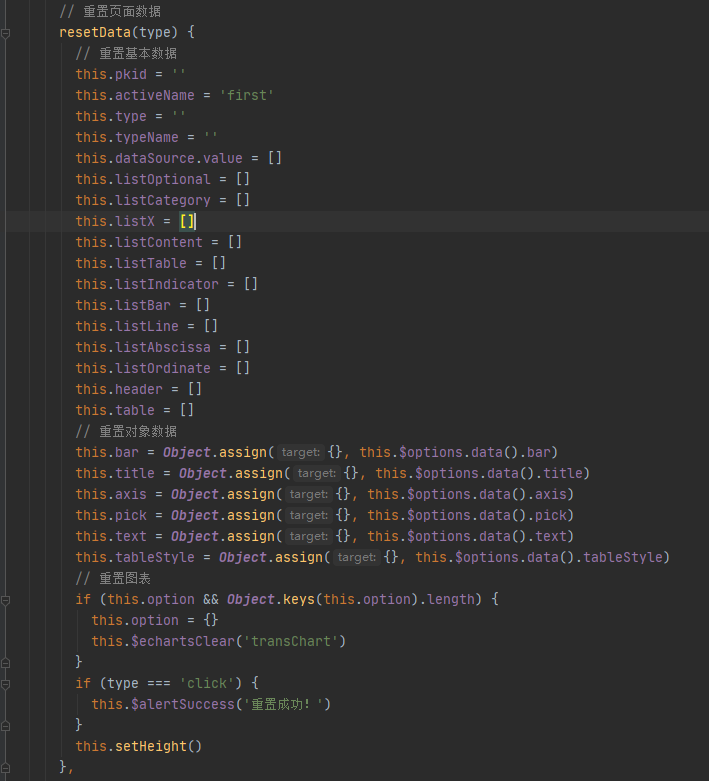 // 重置页面数据
resetData(type) {
// 重置基本数据
this.pkid = ''
this.activeName = 'first'
this.type = ''
this.typeName = ''
this.dataSource.value = []
this.listOptional = []
this.listCategory = []
this.listX = []
this.listContent = []
this.listTable = []
this.listIndicator = []
this.listBar = []
this.listLine = []
this.listAbscissa = []
this.listOrdinate = []
this.header = []
this.table = []
// 重置对象数据
this.bar = Object.assign( target: {}, this.$options.data().bar)
this.title = Object.assign( target: {}, this.$options.data().title)
this.axis = Object.assign( target: {}, this.$options.data().axis)
this.pick = Object.assign( target: {}, this.$options.data().pick)
this.text = Object.assign( target: {}, this.$options.data().text)
this.tableStyle = Object.assign( target: {}, this.$options.data().tableStyle)
// 重置图表
if (this.option && Object.keys(this.option).length) {
this.option = {}
this.$echartsClear('transChart')
}
if (type === 'click') {
this.$alertSuccess('重置成功！')
}
this.setHeight()
},